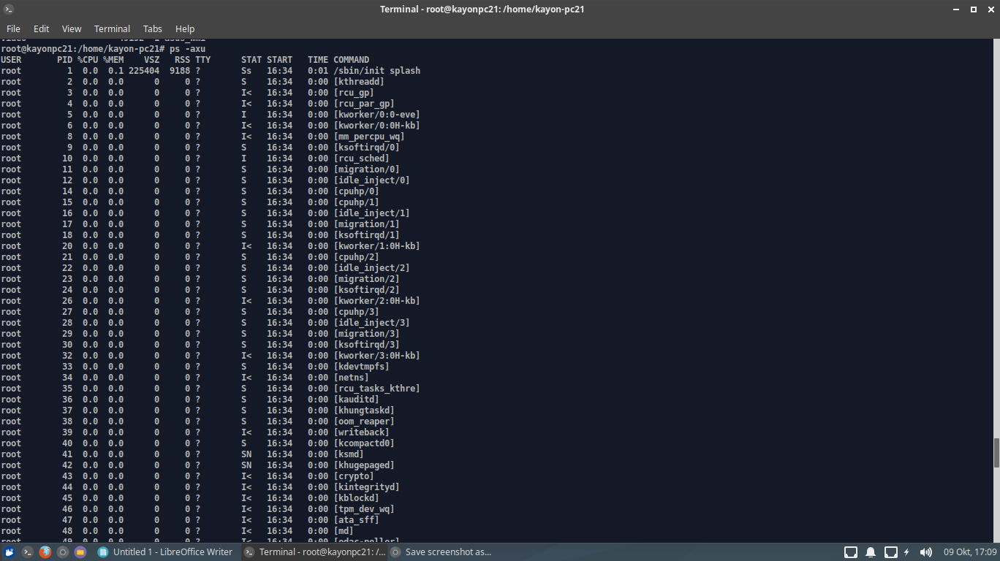 Terminal - root@kayonpc21: /home/kayon-pc21
File Edit View Terminal Tabs Help
root@kayonpc21:/home/kayon-pc21# ps -axu
USER PID %CPU %MEM VSZ RSS TTY STAT START TIME COMMAND
root 1 0.0 0.1 225404 9188 ? Ss 16:34 0:01 /sbin/init splash
root 2 0.0 0.0 0 0 ? S 16:34 0:00 [kthreadd]
root 3 0.0 0.0 0 0 ? I< 16:34 0:00 [rcu_gp]
root 4 0.0 0.0 0 0 ? I< 16:34 0:00 [rcu_par_gp]
root 5 0.0 0.0 0 0 ? I 16:34 0:00 [kworker/0:0-eve]
root 6 0.0 0.0 0 0 ? I< 16:34 0:00 [kworker/0:0H-kb]
root 8 0.0 0.0 0 0 ? I< 16:34 0:00 [mm_percpu_wq]
root 9 0.0 0.0 0 0 ? S 16:34 0:00 [ksoftirqd/0]
root 10 0.0 0.0 0 0 ? I 16:34 0:00 [rcu_sched]
root 11 0.0 0.0 0 0 ? S 16:34 0:00 [migration/0]
root 12 0.0 0.0 0 0 ? S 16:34 0:00 [idle_inject/0]
root 14 0.0 0.0 0 0 ? S 16:34 0:00 [cpuhp/0]
root 15 0.0 0.0 0 0 ? S 16:34 0:00 [cpuhp/1]
root 16 0.0 0.0 0 0 ? S 16:34 0:00 [idle_inject/1]
root 17 0.0 0.0 0 0 ? S 16:34 0:00 [migration/1]
root 18 0.0 0.0 0 0 ? S 16:34 0:00 [ksoftirqd/1]
root 20 0.0 0.0 0 0 ? I< 16:34 0:00 [kworker/1:0H-kb]
root 21 0.0 0.0 0 0 ? S 16:34 0:00 [cpuhp/2]
root 22 0.0 0.0 0 0 ? S 16:34 0:00 [idle_inject/2]
root 23 0.0 0.0 0 0 ? S 16:34 0:00 [migration/2]
root 24 0.0 0.0 0 0 ? S 16:34 0:00 [ksoftirqd/2]
root 26 0.0 0.0 0 0 ? I< 16:34 0:00 [kworker/2:0H-kb]
root 27 0.0 0.0 0 0 ? S 16:34 0:00 [cpuhp/3]
root 28 0.0 0.0 0 0 ? S 16:34 0:00 [idle_inject/3]
root 29 0.0 0.0 0 0 ? S 16:34 0:00 [migration/3]
root 30 0.0 0.0 0 0 ? S 16:34 0:00 [ksoftirqd/3]
root 32 0.0 0.0 0 0 ? I< 16:34 0:00 [kworker/3:0H-kb]
root 33 0.0 0.0 0 0 ? S 16:34 0:00 [kdevtmpfs]
root 34 0.0 0.0 0 0 ? I< 16:34 0:00 [netns]
root 35 0.0 0.0 0 0 ? S 16:34 0:00 [rcu_tasks_kthre]
root 36 0.0 0.0 0 0 ? S 16:34 0:00 [kauditd]
root 37 0.0 0.0 0 0 ? S 16:34 0:00 [khungtaskd]
root 38 0.0 0.0 0 0 ? S 16:34 0:00 [oom_reaper]
root 39 0.0 0.0 0 0 ? I< 16:34 0:00 [writeback]
root 40 0.0 0.0 0 0 ? S 16:34 0:00 [kcompactd0]
root 41 0.0 0.0 0 0 ? SN 16:34 0:00 [ksmd]
root 42 0.0 0.0 0 0 ? SN 16:34 0:00 [khugepaged]
root 43 0.0 0.0 0 0 ? I< 16:34 0:00 [crypto]
root 44 0.0 0.0 0 0 ? I< 16:34 0:00 [kintegrityd]
root 45 0.0 0.0 0 0 ? I< 16:34 0:00 [kblockd]
root 46 0.0 0.0 0 0 ? I< 16:34 0:00 [tpm_dev_wq]
root 47 0.0 0.0 0 0 ? I< 16:34 0:00 [ata_sff]
root 48 0.0 0.0 0 0 ? I< 16:34 0:00 [md]
Untitled 1 - LibreOffice Writer Terminal - root@kayonpc21: /... Save screenshot as... 09 Okt, 17:09